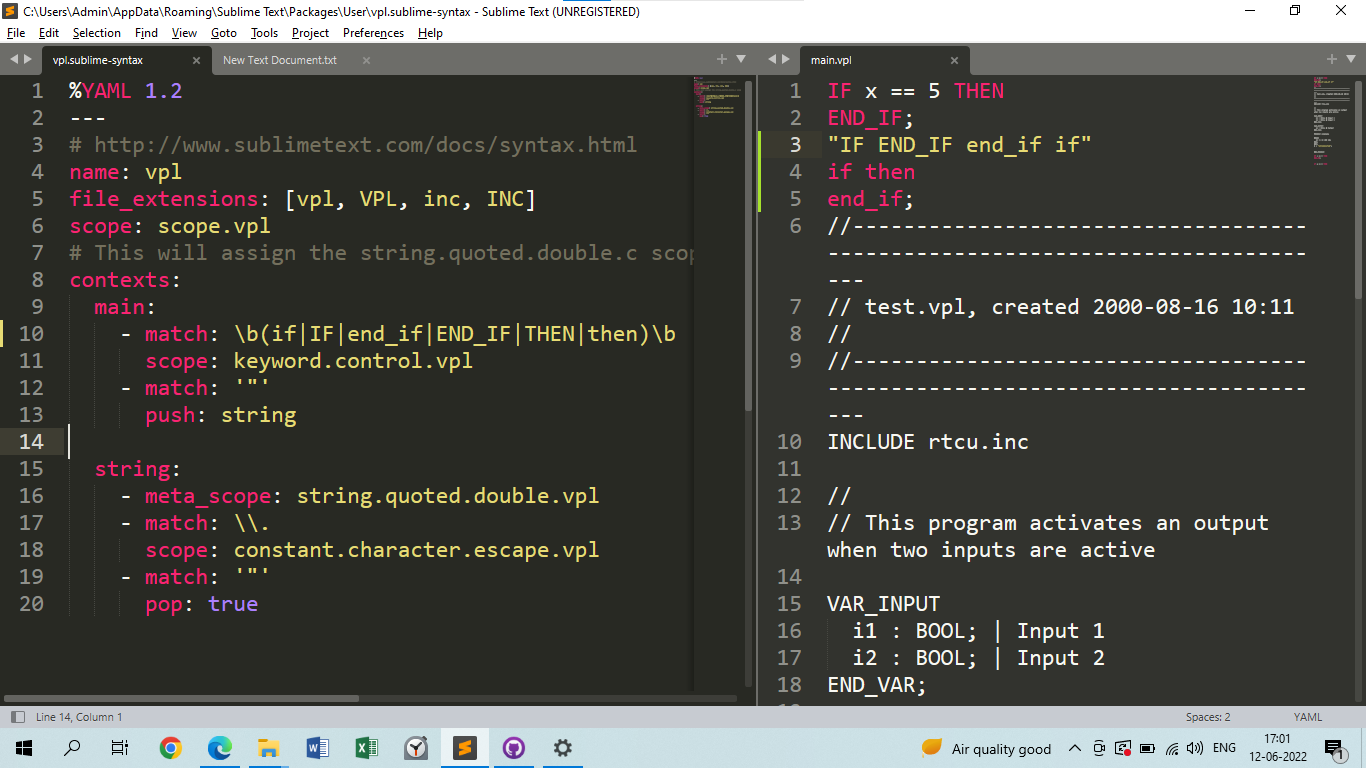 C:\Users\Admin\AppData\Roaming\Sublime Text\Packages\User\vpl.sublime-syntax - Sublime Text (UNREGISTERED)
File Edit Selection Find View Goto Tools Project Preferences Help
vpl.sublime-syntax × New Text Document.txt ×
1 %YAML 1.2
2 ---
3 # http://www.sublimetext.com/docs/syntax.html
4 name: vpl
5 file_extensions: [vpl, VPL, inc, INC]
6 scope: scope.vpl
7 # This will assign the string.quoted.double.c scop
8 contexts:
9   main:
10     - match: \b(if|IF|end_if|END_IF|THEN|then)\b
11       scope: keyword.control.vpl
12     - match: '"'
13       push: string
14
15   string:
16     - meta_scope: string.quoted.double.vpl
17     - match: \\.
18       scope: constant.character.escape.vpl
19     - match: '"'
20       pop: true
main.vpl ×
1 IF x == 5 THEN
2 END_IF;
3 "IF END_IF end_if if"
4 if then
5 end_if;
6 //------------------------------------
--------------------------------------
---
7 // test.vpl, created 2000-08-16 10:11
8 //
9 //------------------------------------
--------------------------------------
---
10 INCLUDE rtcu.inc
11
12 //
13 // This program activates an output
when two inputs are active
14
15 VAR_INPUT
16   i1 : BOOL; | Input 1
17   i2 : BOOL; | Input 2
18 END_VAR;
Line 14, Column 1 Spaces: 2 YAML
Air quality good ENG 17:01
12-06-2022 1